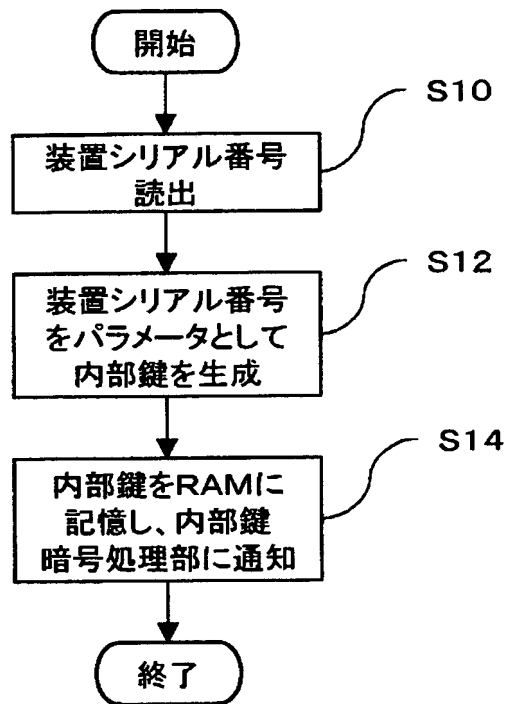 開始
S10
装置シリアル番号
読出
S12
装置シリアル番号
をパラメータとして
内部鍵を生成
S14
内部鍵をRAMに
記憶し、内部鍵
暗号処理部に通知
終了